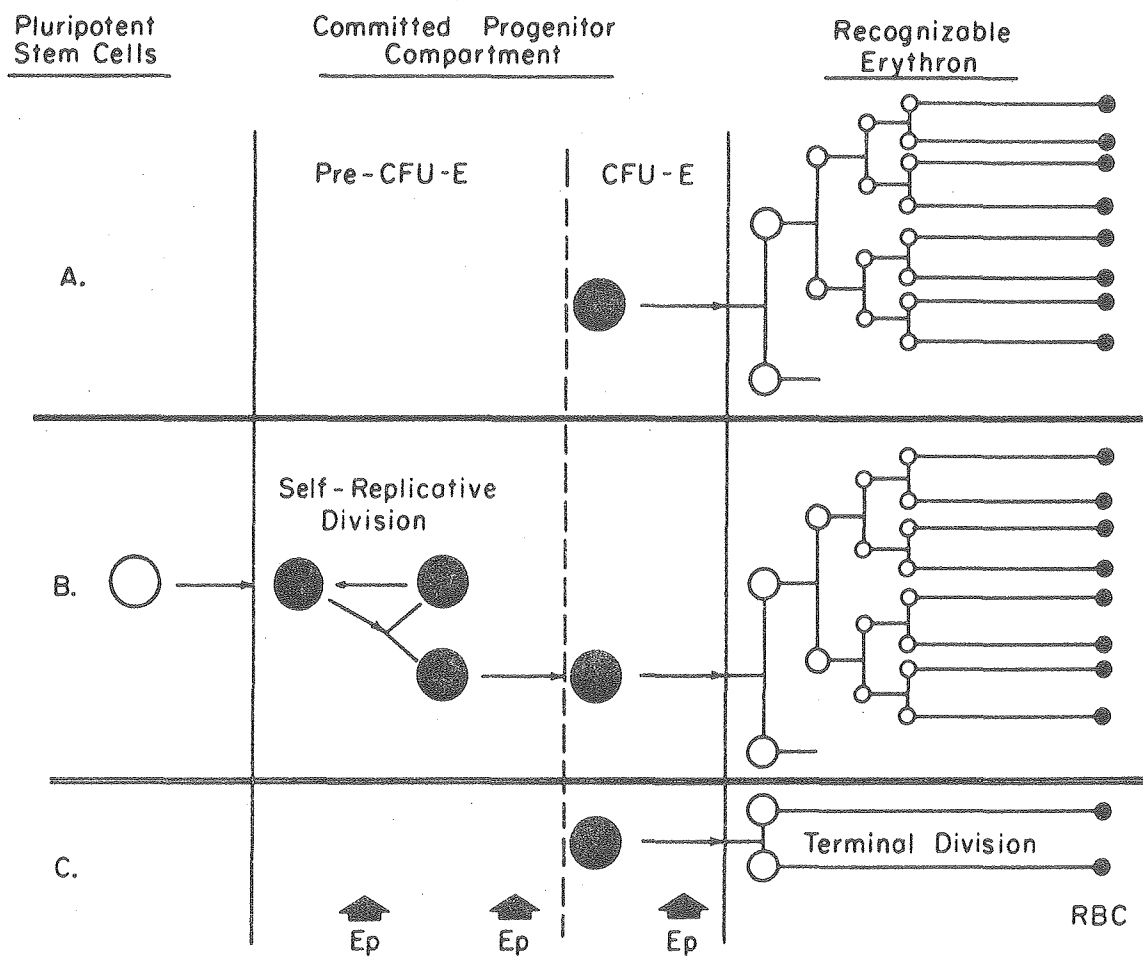 Pluripotent
Stem Cells
Committed Progenitor
Compartment
Recognizable
Erythron
Pre-CFU-E
CFU-E
A.
Self-Replicative
Division
B.
C.
Terminal Division
RBC
Ep
Ep
Ep